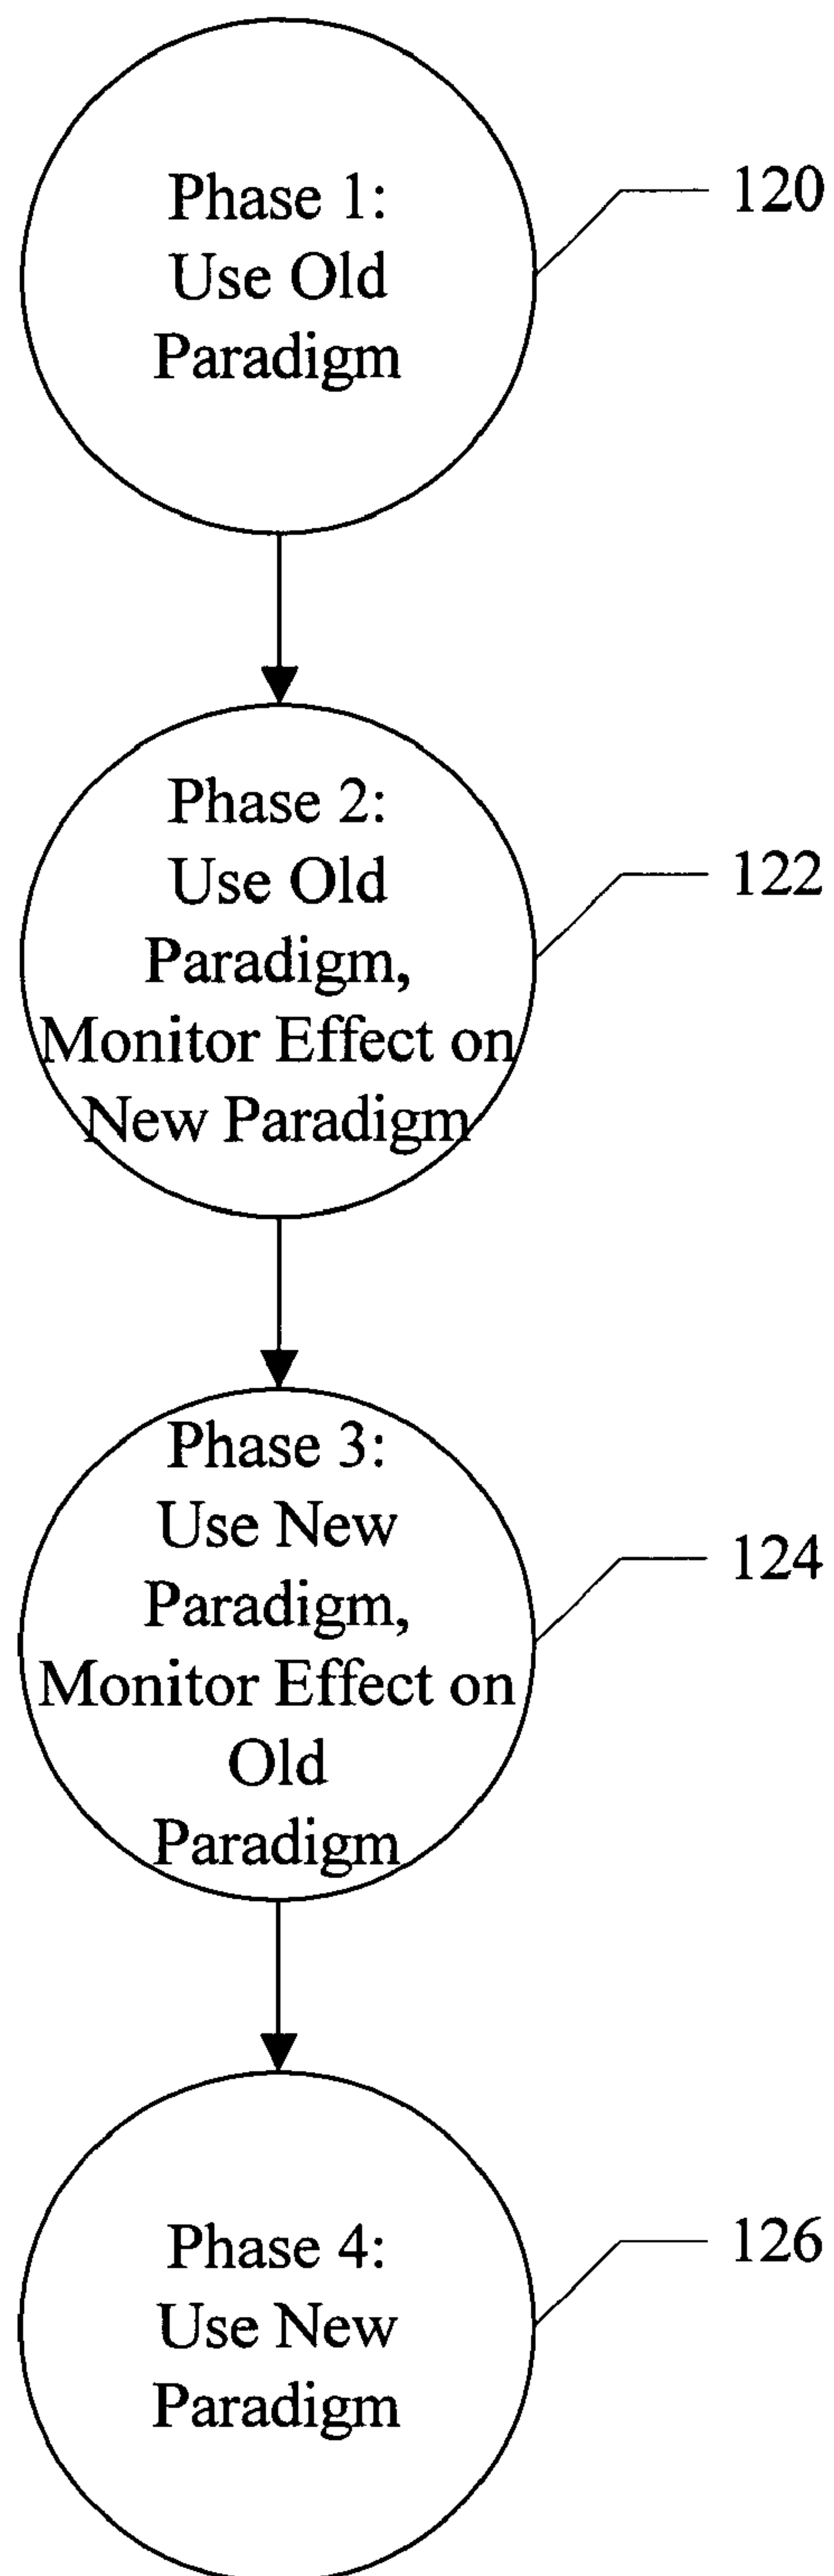 Phase 1:
Use Old
Paradigm
120
Phase 2:
Use Old
Paradigm,
Monitor Effect on
New Paradigm
122
Phase 3:
Use New
Paradigm,
Monitor Effect on
Old
Paradigm
124
Phase 4:
Use New
Paradigm
126